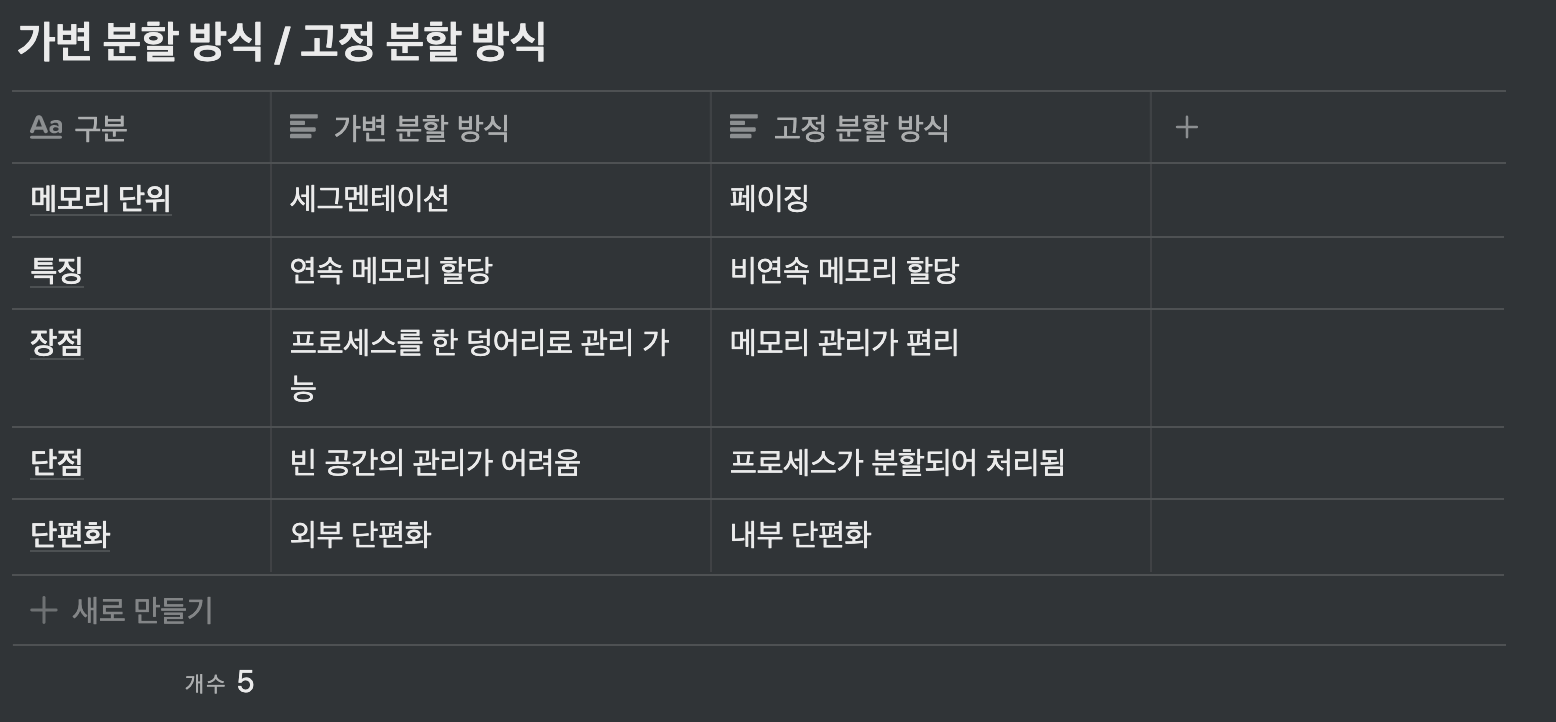 가변 분할 방식 / 고정 분할 방식
Aa 구분 가변 분할 방식 고정 분할 방식 +
메모리 단위 세그멘테이션 페이징
특징 연속 메모리 할당 비연속 메모리 할당
장점 프로세스를 한 덩어리로 관리 가 메모리 관리가 편리
능
단점 빈 공간의 관리가 어려움 프로세스가 분할되어 처리됨
단편화 외부 단편화 내부 단편화
+ 새로 만들기
개수 5